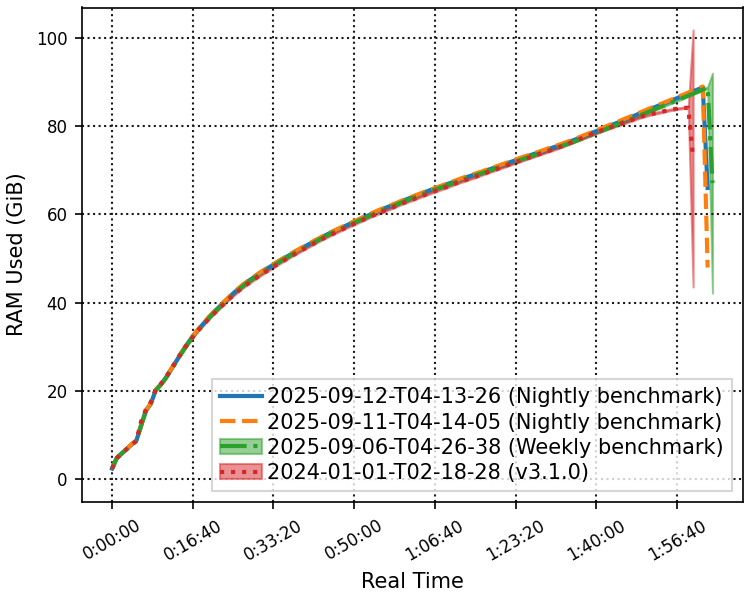 100
80
60
40
20
0
RAM Used (GiB)
2025-09-12-T04-13-26 (Nightly benchmark)
2025-09-11-T04-14-05 (Nightly benchmark)
2025-09-06-T04-26-38 (Weekly benchmark)
2024-01-01-T02-18-28 (v3.1.0)
0:00:00
0:16:40
0:33:20
0:50:00
1:06:40
1:23:20
1:40:00
1:56:40
Real Time